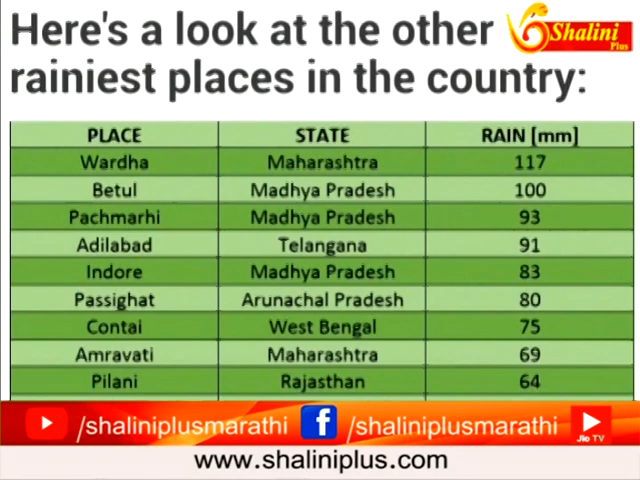 Here's a look at the other
rainiest places in the country:
Shalini
Plus
PLACE STATE RAIN [mm]
Wardha Maharashtra 117
Betul Madhya Pradesh 100
Pachmarhi Madhya Pradesh 93
Adilabad Telangana 91
Indore Madhya Pradesh 83
Passighat Arunachal Pradesh 80
Contai West Bengal 75
Amravati Maharashtra 69
Pilani Rajasthan 64
/shaliniplusmarathi f /shaliniplusmarathi
Jio TV
www.shaliniplus.com